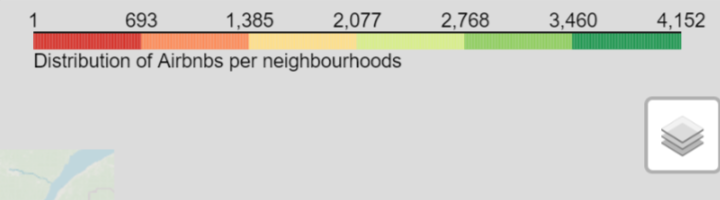 1 693 1,385 2,077 2,768 3,460 4,152
Distribution of Airbnbs per neighbourhoods